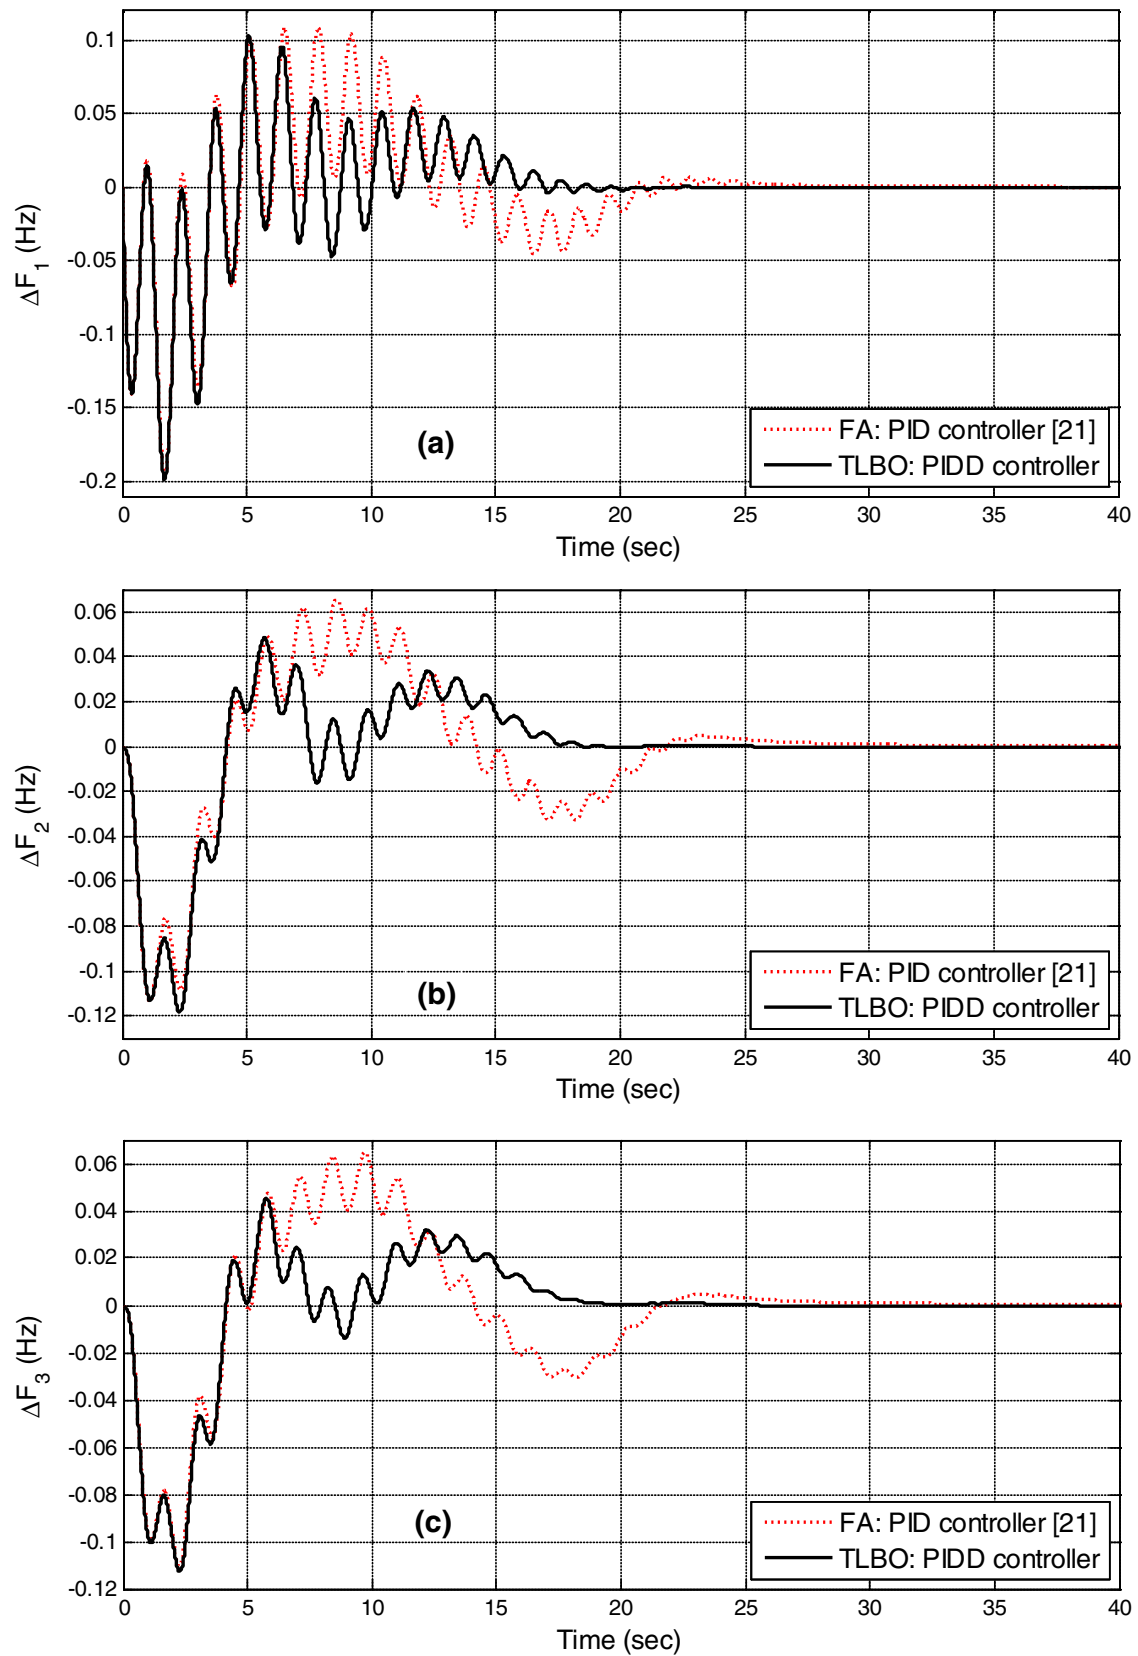 0.1
0.05
0
-0.05
-0.1
-0.15
-0.2
ΔF1 (Hz)
(a)
FA: PID controller [21]
TLBO: PIDD controller
0 5 10 15 20 25 30 35 40
Time (sec)
0.06
0.04
0.02
0
-0.02
-0.04
-0.06
-0.08
-0.1
-0.12
ΔF2 (Hz)
(b)
FA: PID controller [21]
TLBO: PIDD controller
0 5 10 15 20 25 30 35 40
Time (sec)
0.06
0.04
0.02
0
-0.02
-0.04
-0.06
-0.08
-0.1
-0.12
ΔF3 (Hz)
(c)
FA: PID controller [21]
TLBO: PIDD controller
0 5 10 15 20 25 30 35 40
Time (sec)